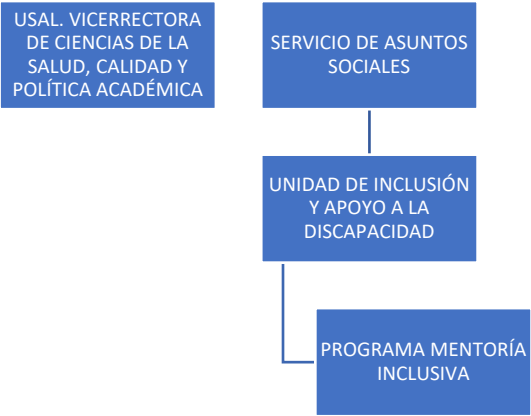 USAL. VICERRECTORA
DE CIENCIAS DE LA
SALUD, CALIDAD Y
POLÍTICA ACADÉMICA
SERVICIO DE ASUNTOS
SOCIALES
UNIDAD DE INCLUSIÓN
Y APOYO A LA
DISCAPACIDAD
PROGRAMA MENTORÍA
INCLUSIVA